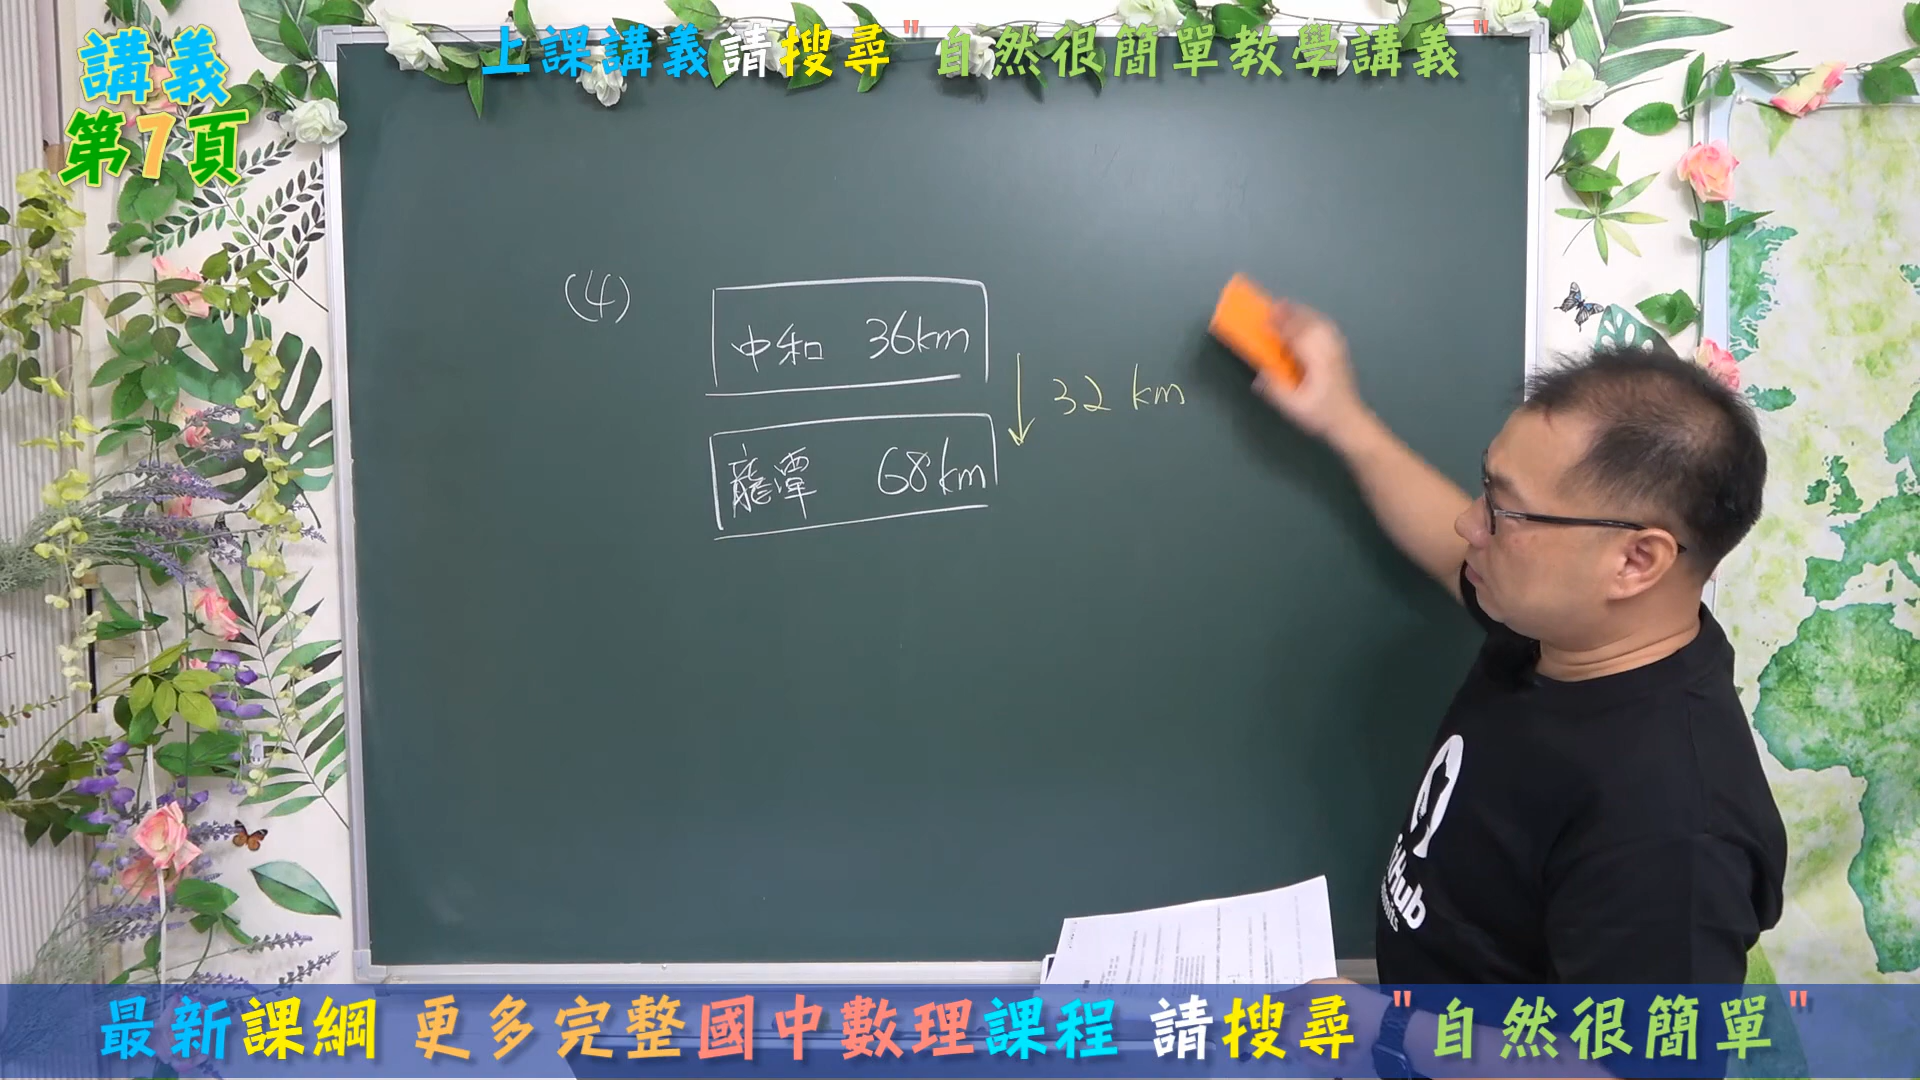 上課講義請搜尋"自然很簡單教學講義"
講義
第7頁
(4)
中和 36km
32 km
龍潭 68km
最新課綱 更多完整國中數理課程 請搜尋"自然很簡單"